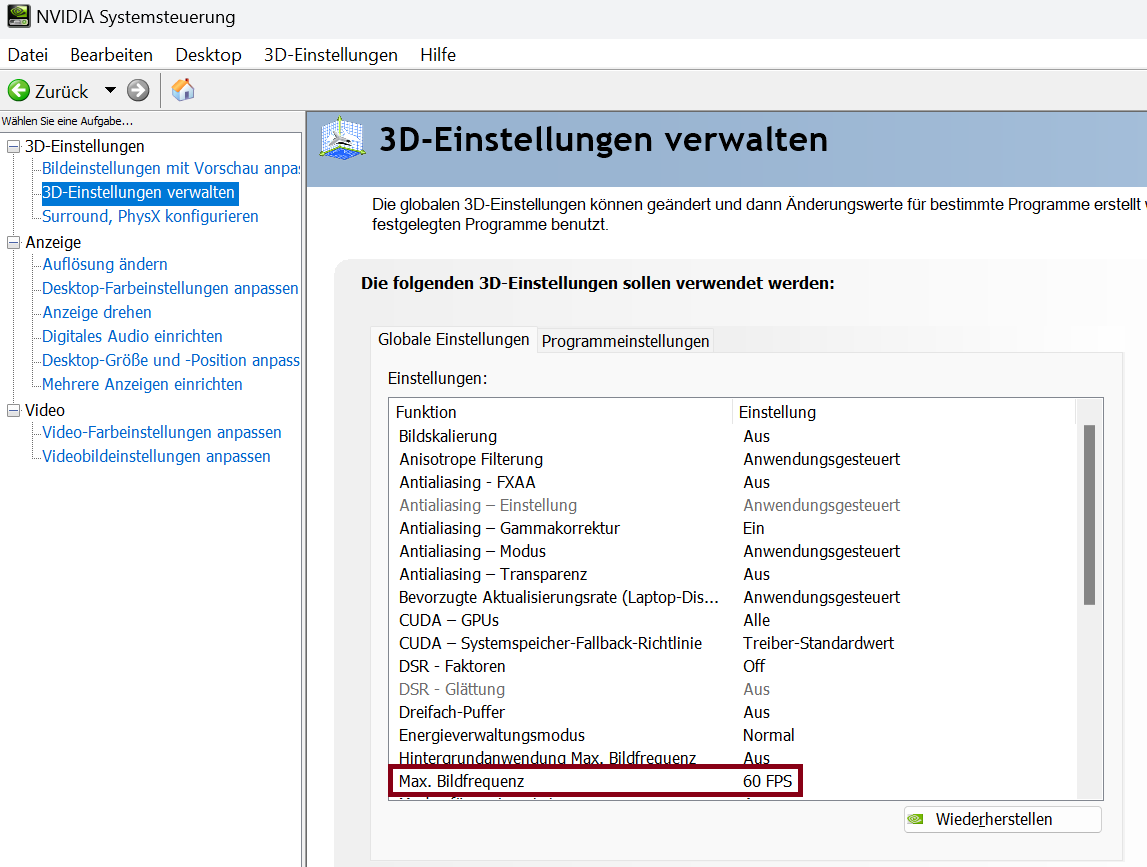 NVIDIA Systemsteuerung
Datei Bearbeiten Desktop 3D-Einstellungen Hilfe
Zurück
Wählen Sie eine Aufgabe...
3D-Einstellungen
Bildeinstellungen mit Vorschau anpas
3D-Einstellungen verwalten
Surround, PhysX konfigurieren
Anzeige
Auflösung ändern
Desktop-Farbeinstellungen anpassen
Anzeige drehen
Digitales Audio einrichten
Desktop-Größe und -Position anpass
Mehrere Anzeigen einrichten
Video
Video-Farbeinstellungen anpassen
Videobildeinstellungen anpassen
3D-Einstellungen verwalten
Die globalen 3D-Einstellungen können geändert und dann Änderungswerte für bestimmte Programme erstellt
festgelegten Programme benutzt.
Die folgenden 3D-Einstellungen sollen verwendet werden:
Globale Einstellungen Programmeinstellungen
Einstellungen:
Funktion Einstellung
Bildskalierung Aus
Anisotrope Filterung Anwendungsgesteuert
Antialiasing - FXAA Aus
Antialiasing – Einstellung Anwendungsgesteuert
Antialiasing – Gammakorrektur Ein
Antialiasing – Modus Anwendungsgesteuert
Antialiasing – Transparenz Aus
Bevorzugte Aktualisierungsrate (Laptop-Dis... Anwendungsgesteuert
CUDA – GPUs Alle
CUDA – Systemspeicher-Fallback-Richtlinie Treiber-Standardwert
DSR - Faktoren Off
DSR - Glättung Aus
Dreifach-Puffer Aus
Energieverwaltungsmodus Normal
Hintergrundanwendung Max. Bildfrequenz Aus
Max. Bildfrequenz 60 FPS
Wiederherstellen